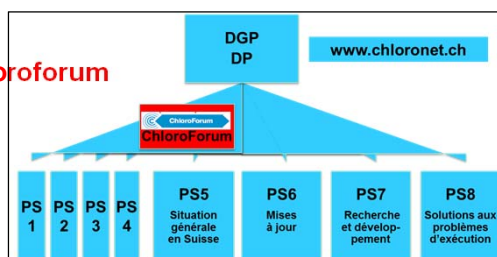 DGP
DP
www.chloronet.ch
roforum
ChloroForum
ChloroForum
PS
1
PS
2
PS
3
PS
4
PS5
Situation
générale
en Suisse
PS6
Mises
à jour
PS7
Recherche
et dévelop-
pement
PS8
Solutions aux
problèmes
d'exécution